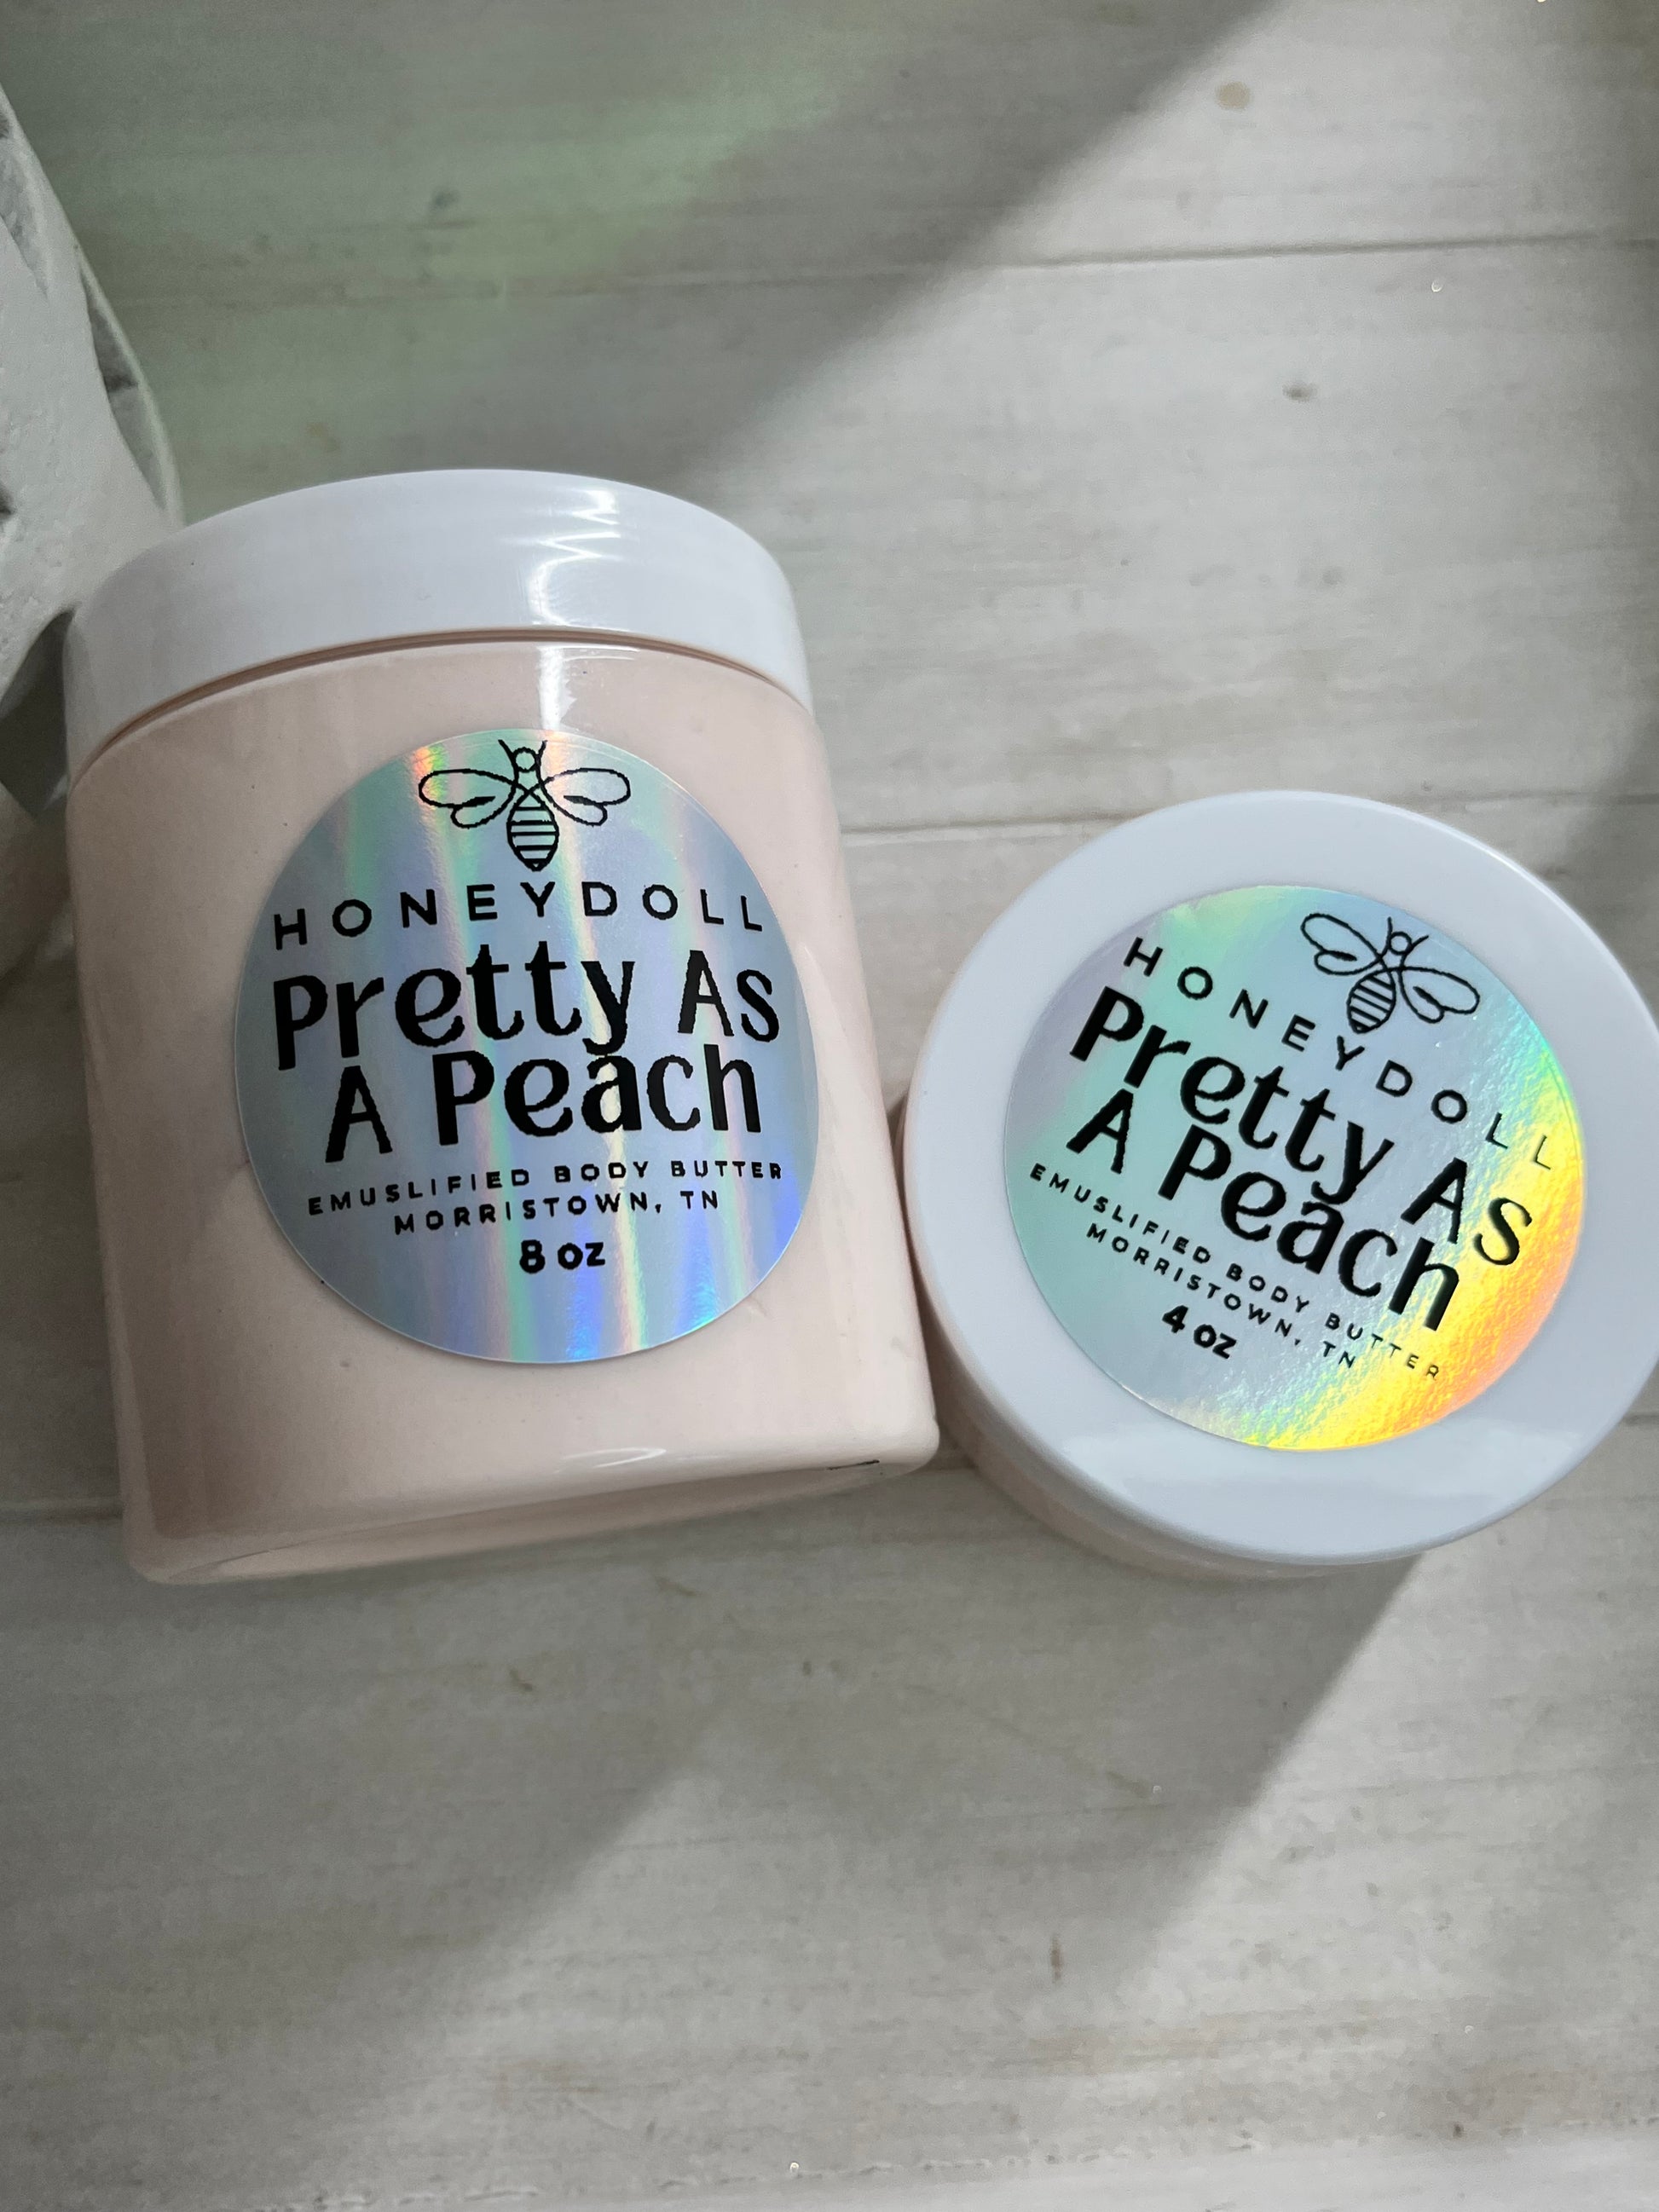 HONEYDOLL
Pretty As
A Peach
EMUSLIFIED BODY BUTTER
MORRISTOWN, TN
8 oz
HONEYDOLL
Pretty As
A Peach
EMUSLIFIED BODY BUTTER
MORRISTOWN, TN
4 oz